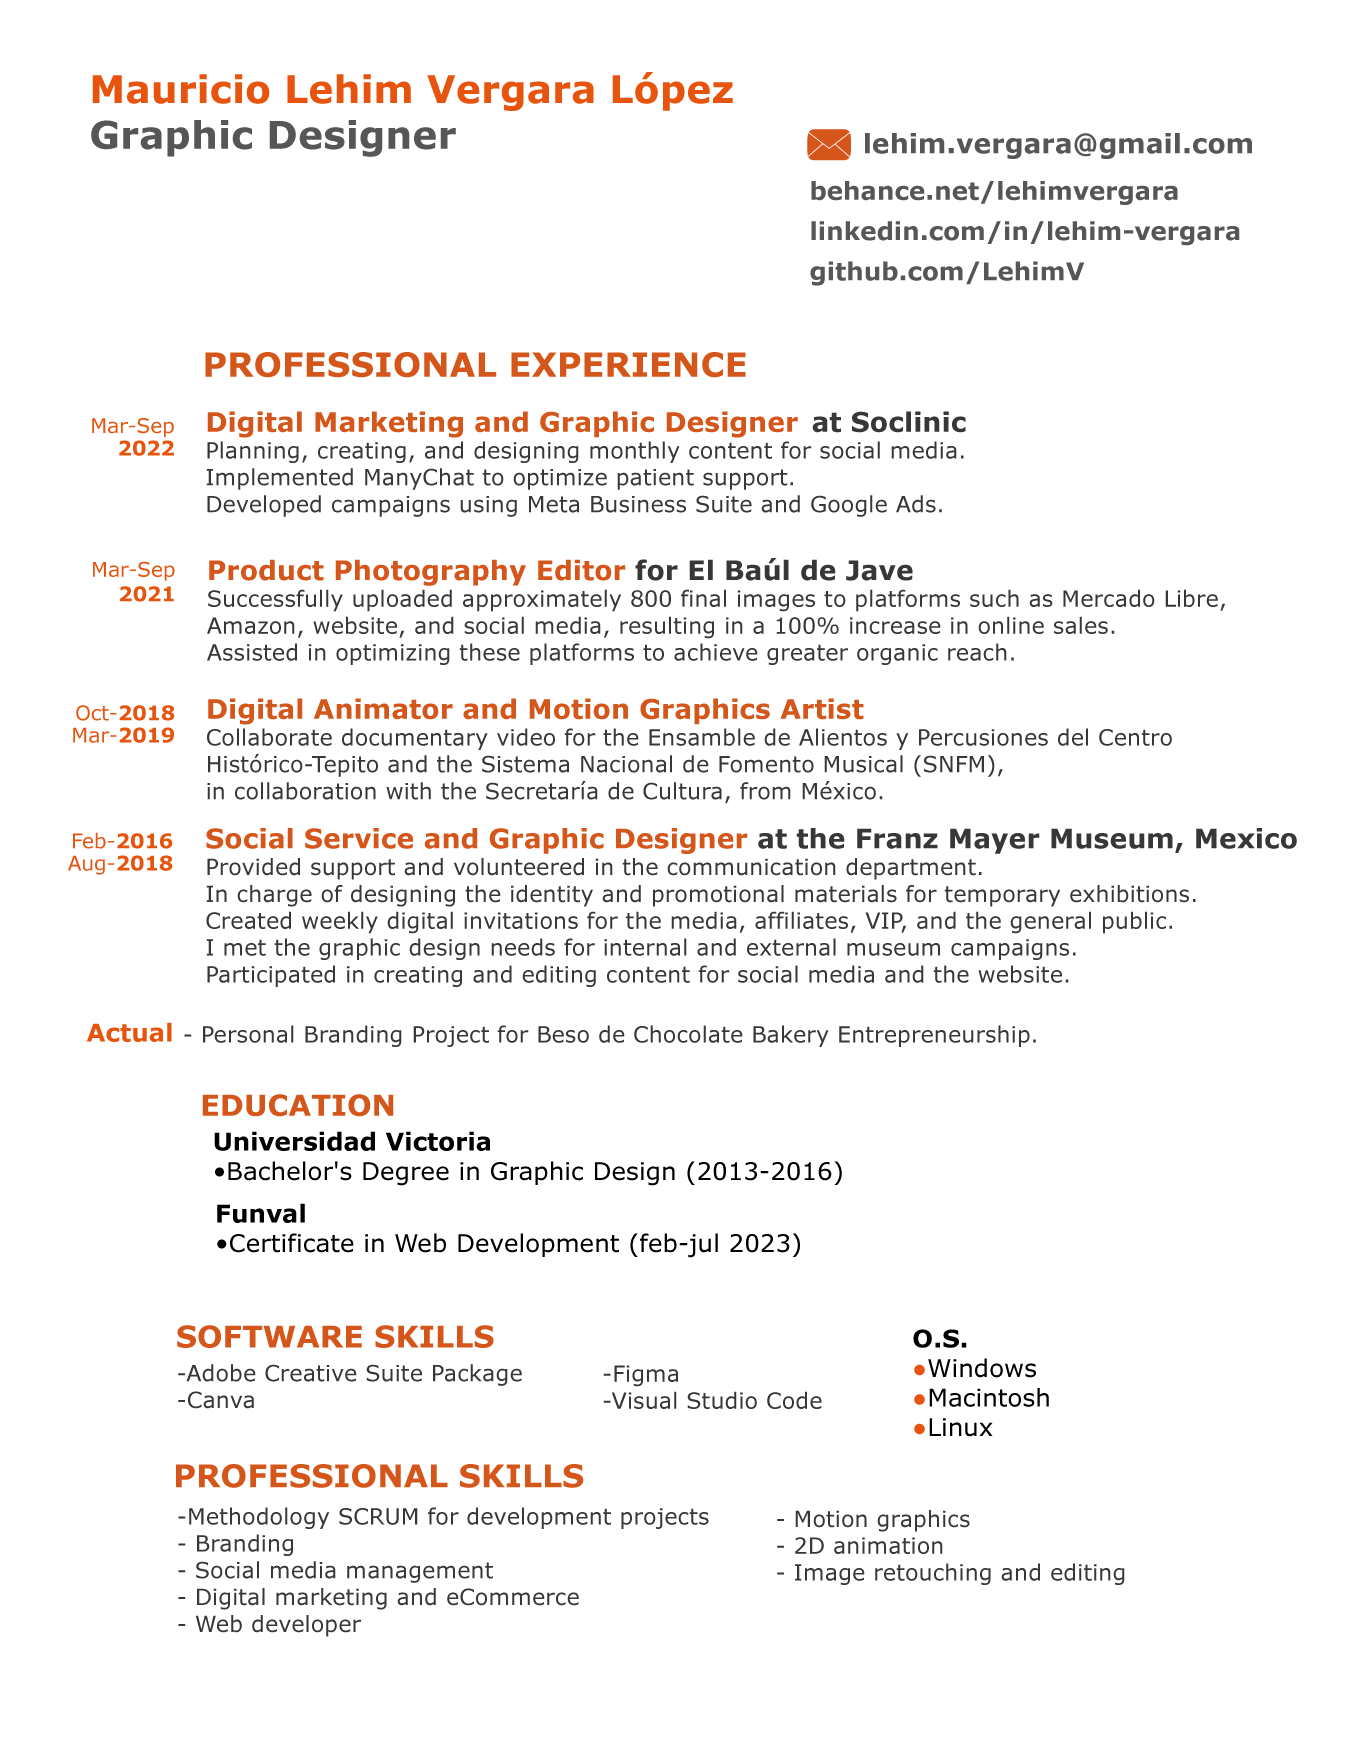 Mauricio Lehim Vergara López
Graphic Designer
lehim.vergara@gmail.com
behance.net/lehimvergara
linkedin.com/in/lehim-vergara
github.com/LehimV
PROFESSIONAL EXPERIENCE
Mar-Sep
2022
Digital Marketing and Graphic Designer at Soclinic
Planning, creating, and designing monthly content for social media.
Implemented ManyChat to optimize patient support.
Developed campaigns using Meta Business Suite and Google Ads.
Mar-Sep
2021
Product Photography Editor for El Baúl de Jave
Successfully uploaded approximately 800 final images to platforms such as Mercado Libre,
Amazon, website, and social media, resulting in a 100% increase in online sales.
Assisted in optimizing these platforms to achieve greater organic reach.
Oct-2018
Mar-2019
Digital Animator and Motion Graphics Artist
Collaborate documentary video for the Ensamble de Alientos y Percusiones del Centro
Histórico-Tepito and the Sistema Nacional de Fomento Musical (SNFM),
in collaboration with the Secretaría de Cultura, from México.
Feb-2016
Aug-2018
Social Service and Graphic Designer at the Franz Mayer Museum, Mexico
Provided support and volunteered in the communication department.
In charge of designing the identity and promotional materials for temporary exhibitions.
Created weekly digital invitations for the media, affiliates, VIP, and the general public.
I met the graphic design needs for internal and external museum campaigns.
Participated in creating and editing content for social media and the website.
Actual - Personal Branding Project for Beso de Chocolate Bakery Entrepreneurship.
EDUCATION
Universidad Victoria
•Bachelor's Degree in Graphic Design (2013-2016)
Funval
•Certificate in Web Development (feb-jul 2023)
SOFTWARE SKILLS
-Adobe Creative Suite Package
-Canva
-Figma
-Visual Studio Code
O.S.
•Windows
•Macintosh
•Linux
PROFESSIONAL SKILLS
-Methodology SCRUM for development projects
- Branding
- Social media management
- Digital marketing and eCommerce
- Web developer
- Motion graphics
- 2D animation
- Image retouching and editing